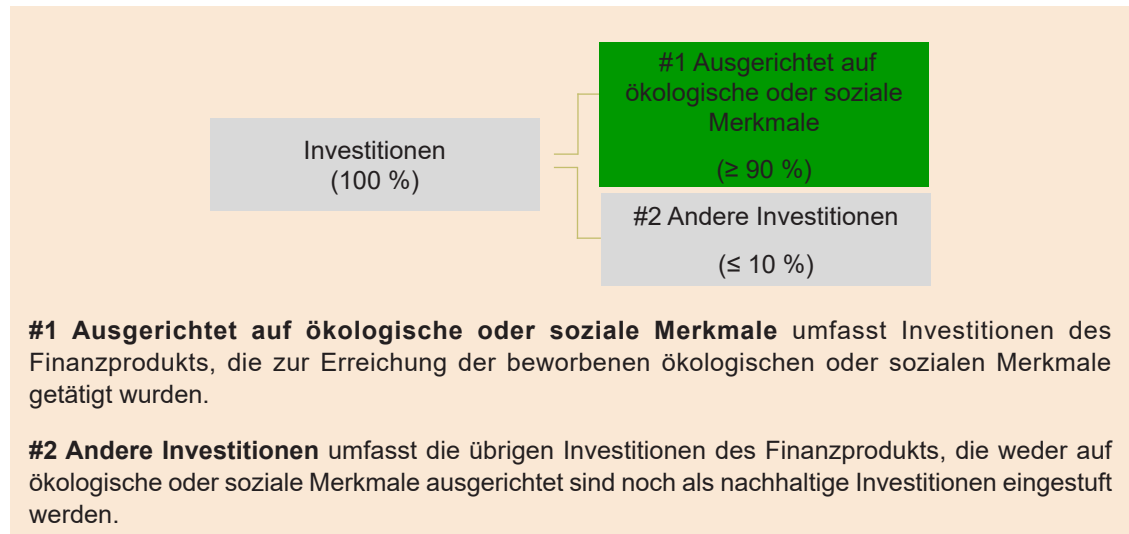 #1 Ausgerichtet auf
ökologische oder soziale
Merkmale
(≥ 90 %)
Investitionen
(100 %)
#2 Andere Investitionen
(≤ 10 %)
#1 Ausgerichtet auf ökologische oder soziale Merkmale umfasst Investitionen des
Finanzprodukts, die zur Erreichung der beworbenen ökologischen oder sozialen Merkmale
getätigt wurden.
#2 Andere Investitionen umfasst die übrigen Investitionen des Finanzprodukts, die weder auf
ökologische oder soziale Merkmale ausgerichtet sind noch als nachhaltige Investitionen eingestuft
werden.